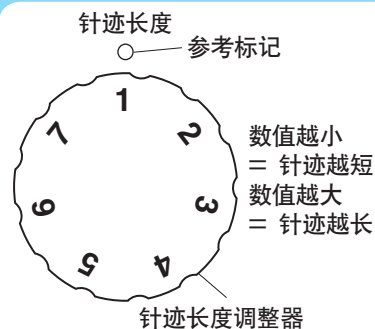 针迹长度
参考标记
1
7 2
数值越小
= 针迹越短
数值越大
= 针迹越长
6 3
5 4
针迹长度调整器